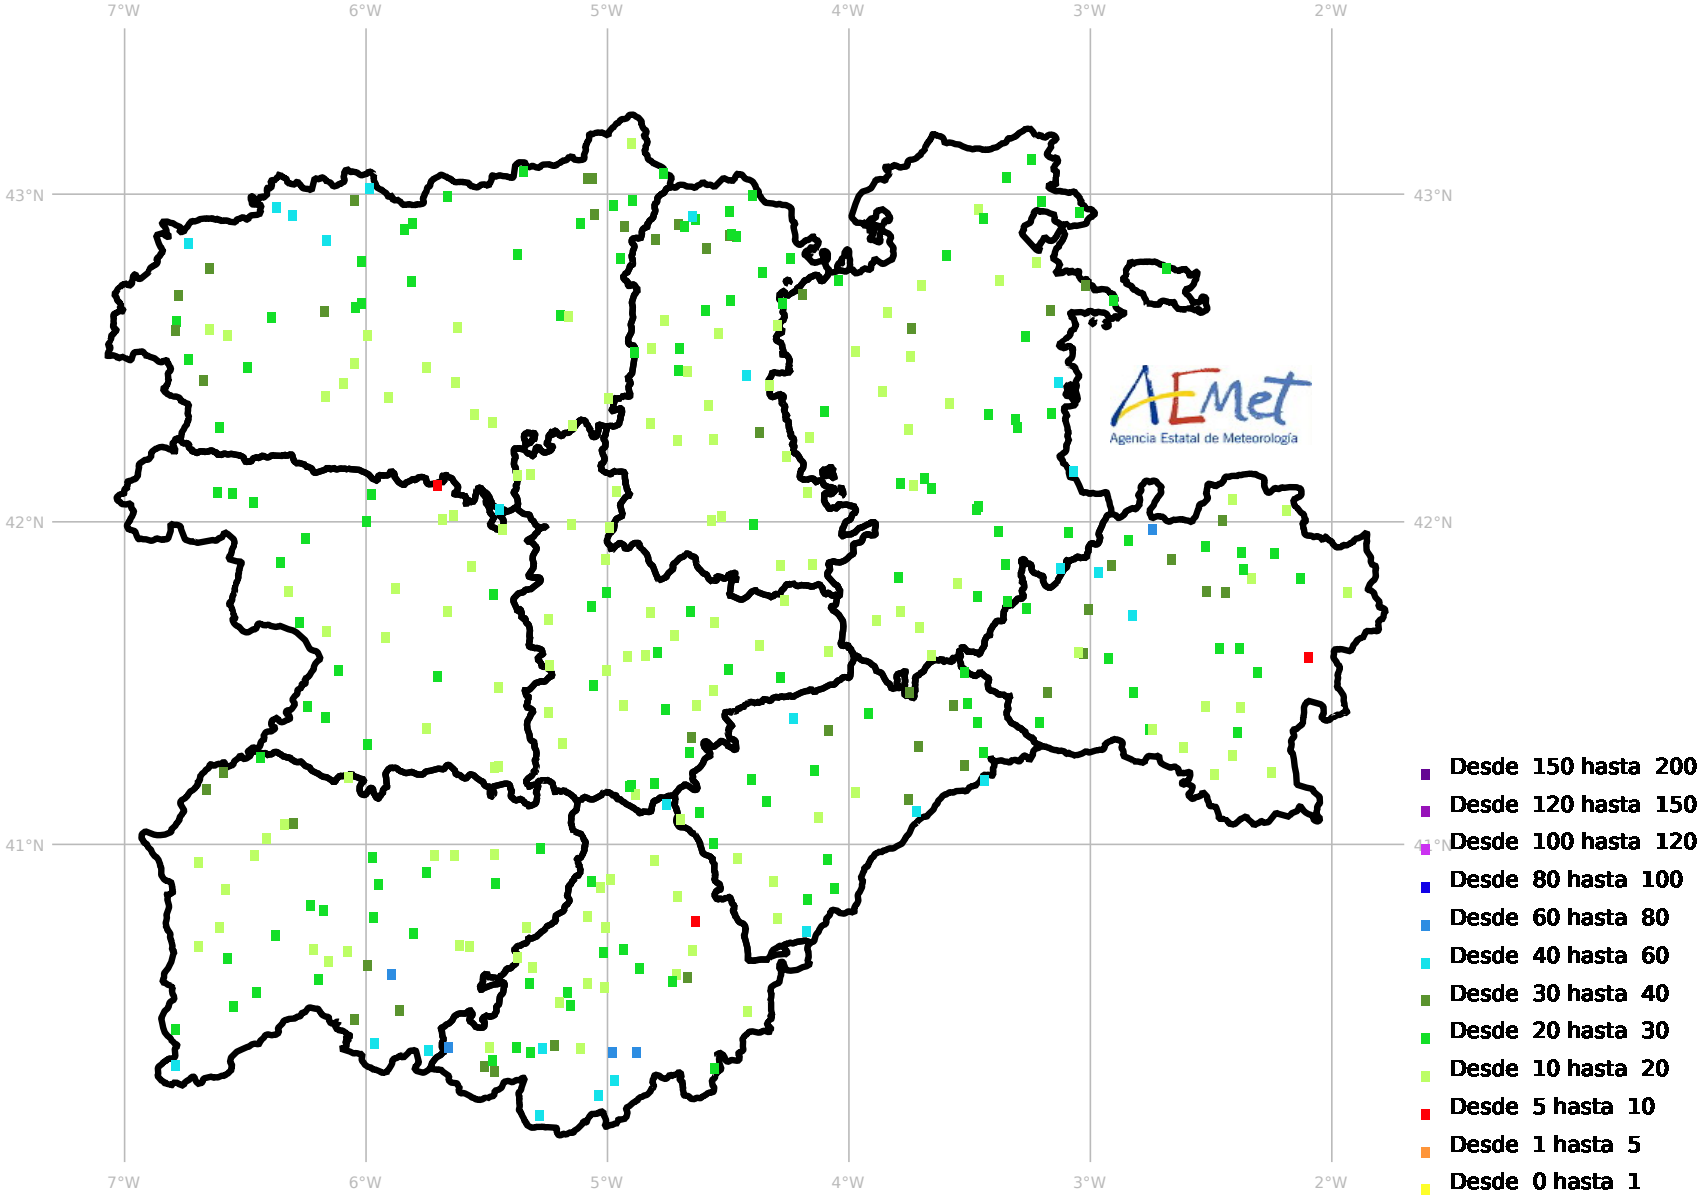 7°W 6°W 5°W 4°W 3°W 2°W
43°N 43°N
AEMet
Agencia Estatal de Meteorología
42°N 42°N
Desde 150 hasta 200
Desde 120 hasta 150
41°N 41°N
Desde 100 hasta 120
Desde 80 hasta 100
Desde 60 hasta 80
Desde 40 hasta 60
Desde 30 hasta 40
Desde 20 hasta 30
Desde 10 hasta 20
Desde 5 hasta 10
Desde 1 hasta 5
Desde 0 hasta 1
7°W 6°W 5°W 4°W 3°W 2°W